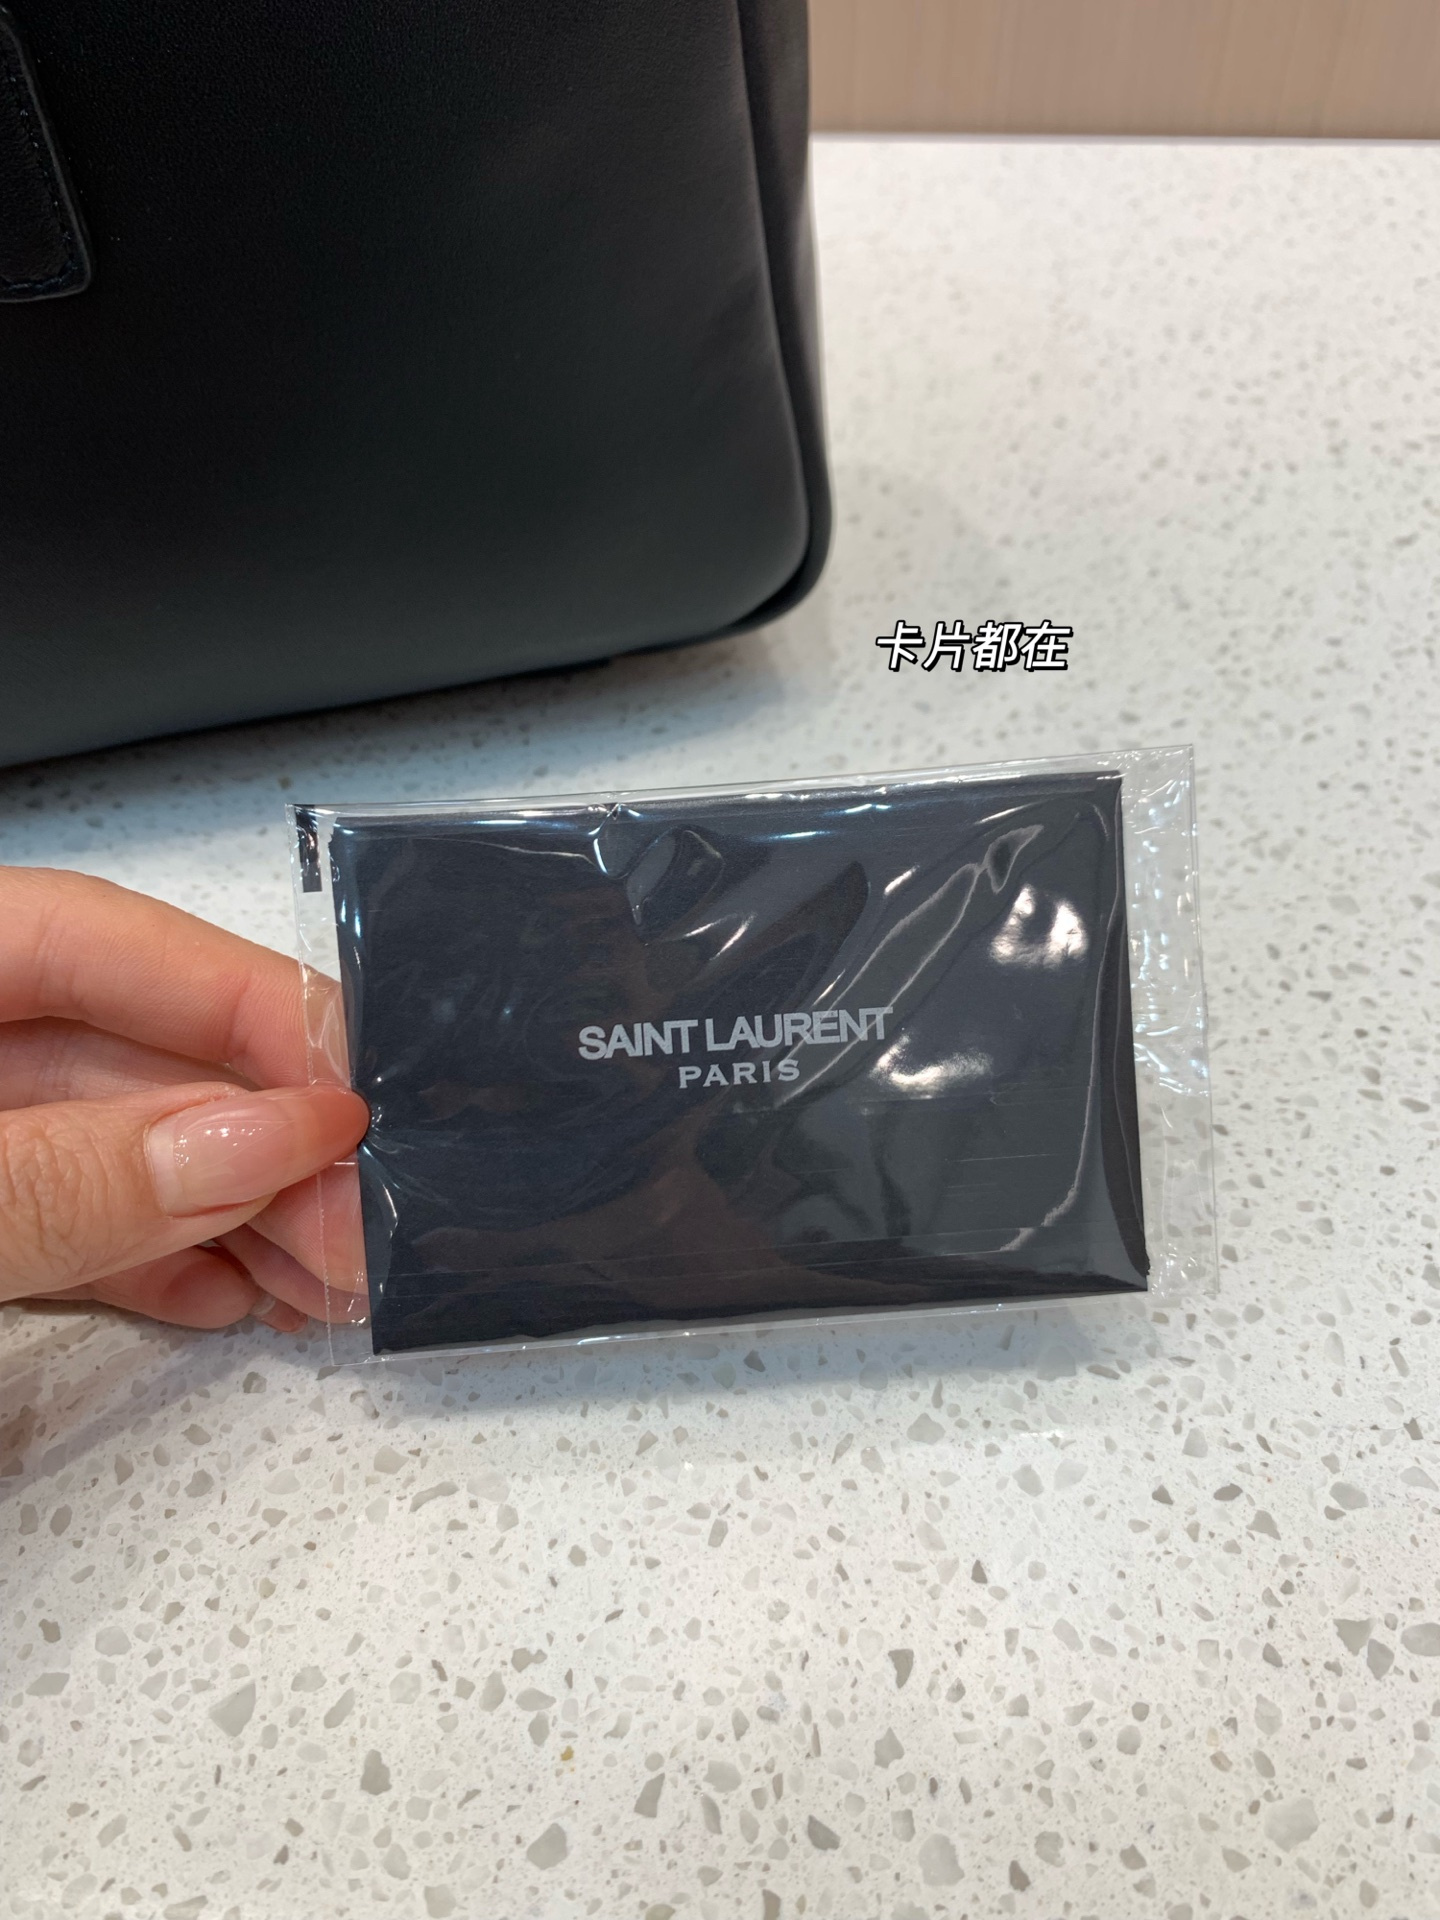 卡片都在
SAINT LAURENT
PARIS